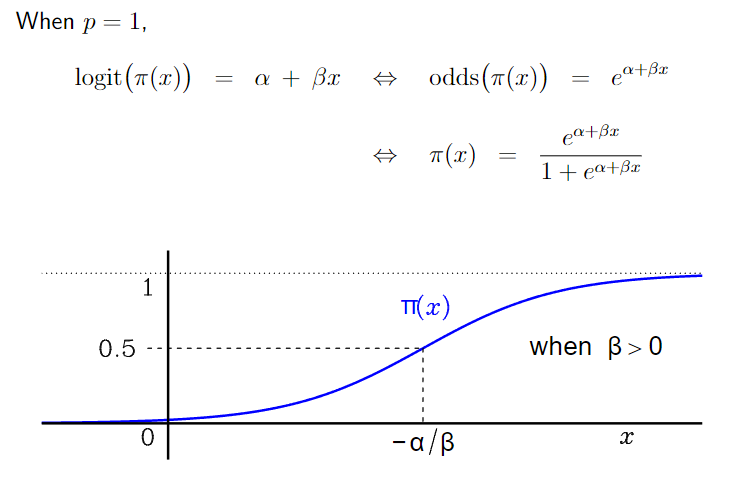 When p = 1,
logit(π(x)) = α + βx ⇔ odds(π(x)) = e^{α+βx}
⇔ π(x) = e^{α+βx} / 1 + e^{α+βx}
1
π(x)
0.5
when β > 0
0
−α/β
x